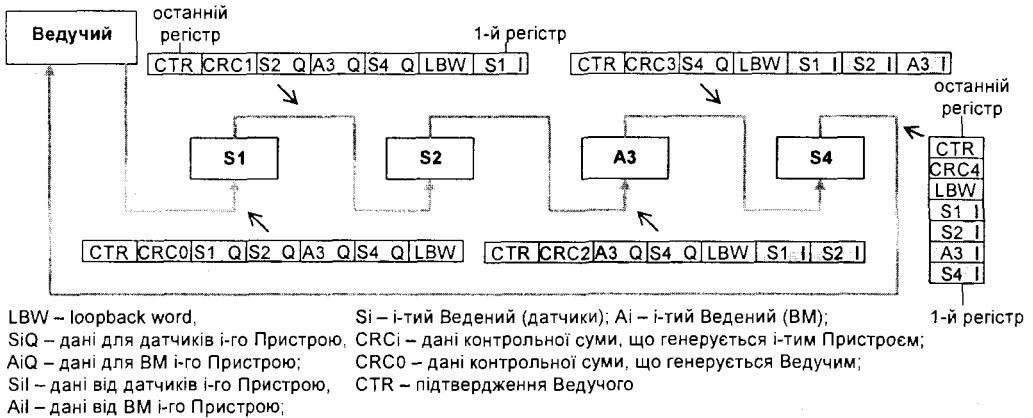 Ведучий
останній
регістр
1-й регістр
CTR CRC1 S2_Q A3_Q S4_Q LBW S1_I
CTR CRC3 S4_Q LBW S1_I S2_I A3_I
останній
регістр
S1
S2
A3
S4
CTR
CRC4
LBW
S1_I
S2_I
A3_I
S4_I
CTR CRC0 S1_Q S2_Q A3_Q S4_Q LBW
CTR CRC2 A3_Q S4_Q LBW S1_I S2_I
1-й регістр
LBW – loopback word,
SiQ – дані для датчиків i-го Пристрою,
AiQ – дані для ВМ i-го Пристрою;
SiI – дані від датчиків i-го Пристрою,
AiI – дані від ВМ i-го Пристрою;
Si – i-тий Ведений (датчики); Ai – i-тий Ведений (ВМ);
CRCi – дані контрольної суми, що генерується i-тим Пристроєм;
CRC0 – дані контрольної суми, що генерується Ведучим;
CTR – підтвердження Ведучого